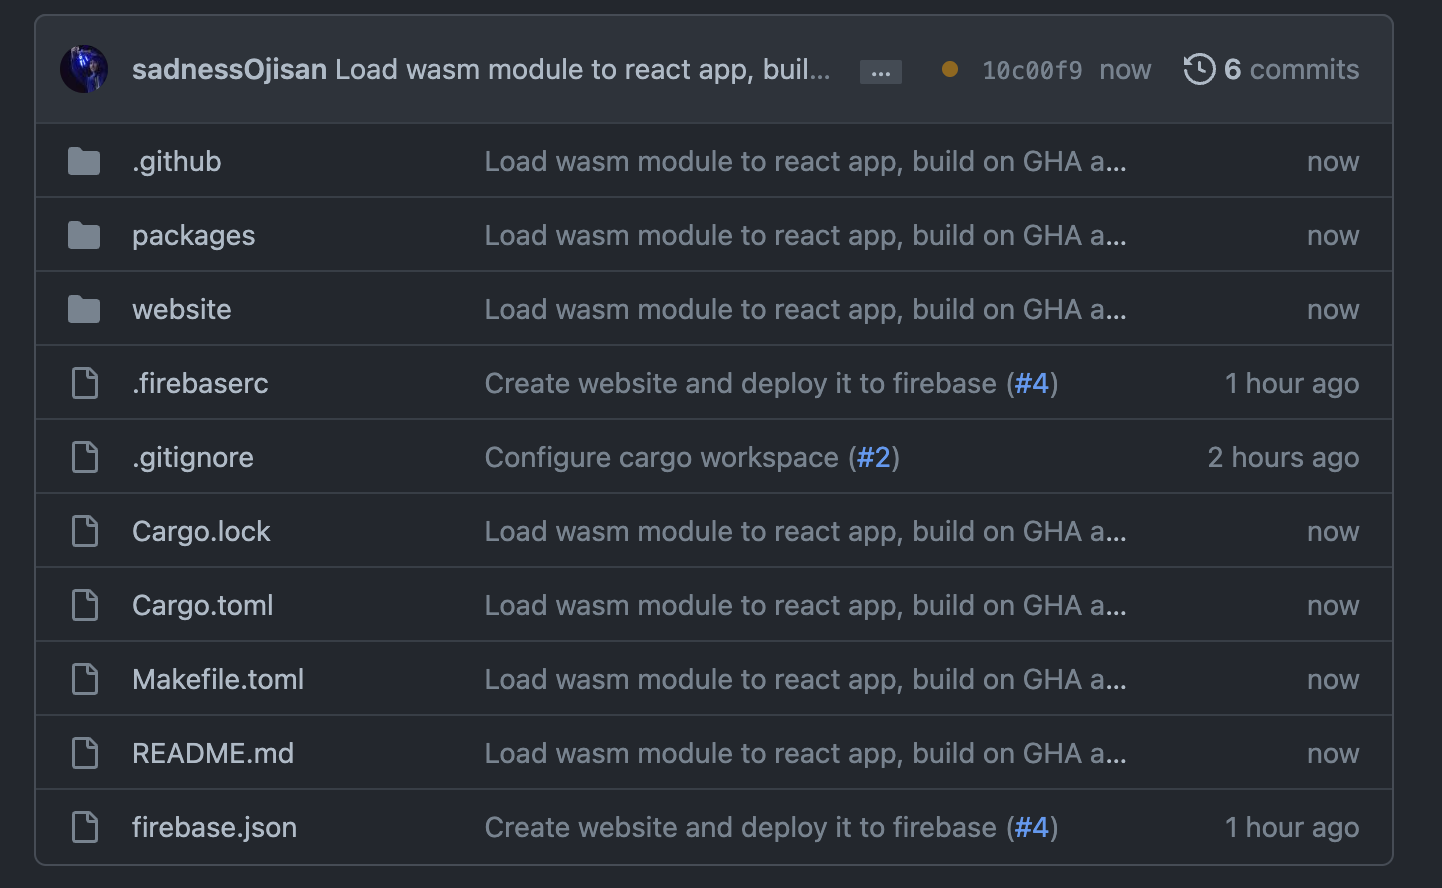 sadnessOjisan Load wasm module to react app, buil... ... 10c00f9 now 6 commits
.github Load wasm module to react app, build on GHA a... now
packages Load wasm module to react app, build on GHA a... now
website Load wasm module to react app, build on GHA a... now
.firebaserc Create website and deploy it to firebase (#4) 1 hour ago
.gitignore Configure cargo workspace (#2) 2 hours ago
Cargo.lock Load wasm module to react app, build on GHA a... now
Cargo.toml Load wasm module to react app, build on GHA a... now
Makefile.toml Load wasm module to react app, build on GHA a... now
README.md Load wasm module to react app, build on GHA a... now
firebase.json Create website and deploy it to firebase (#4) 1 hour ago